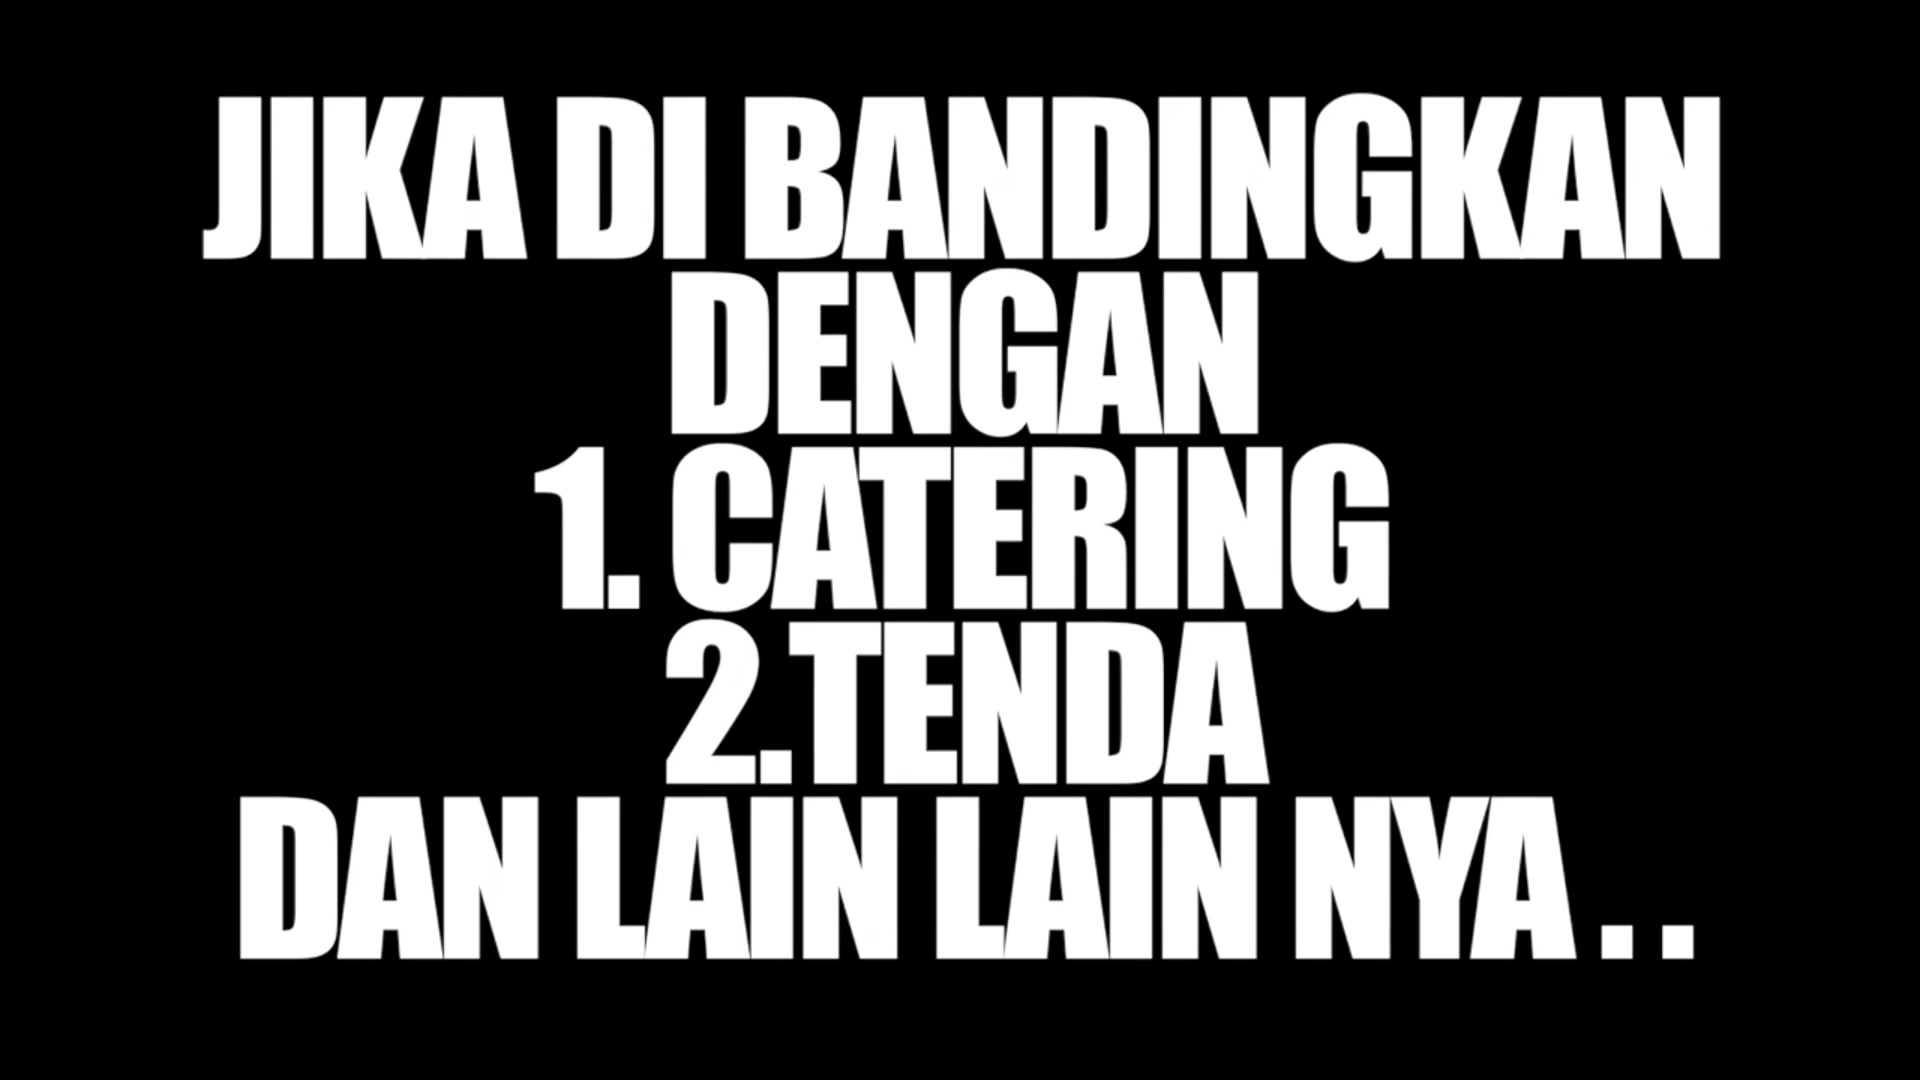 JIKA DI BANDINGKAN
DENGAN
1. CATERING
2.TENDA
DAN LAIN LAIN NYA . .